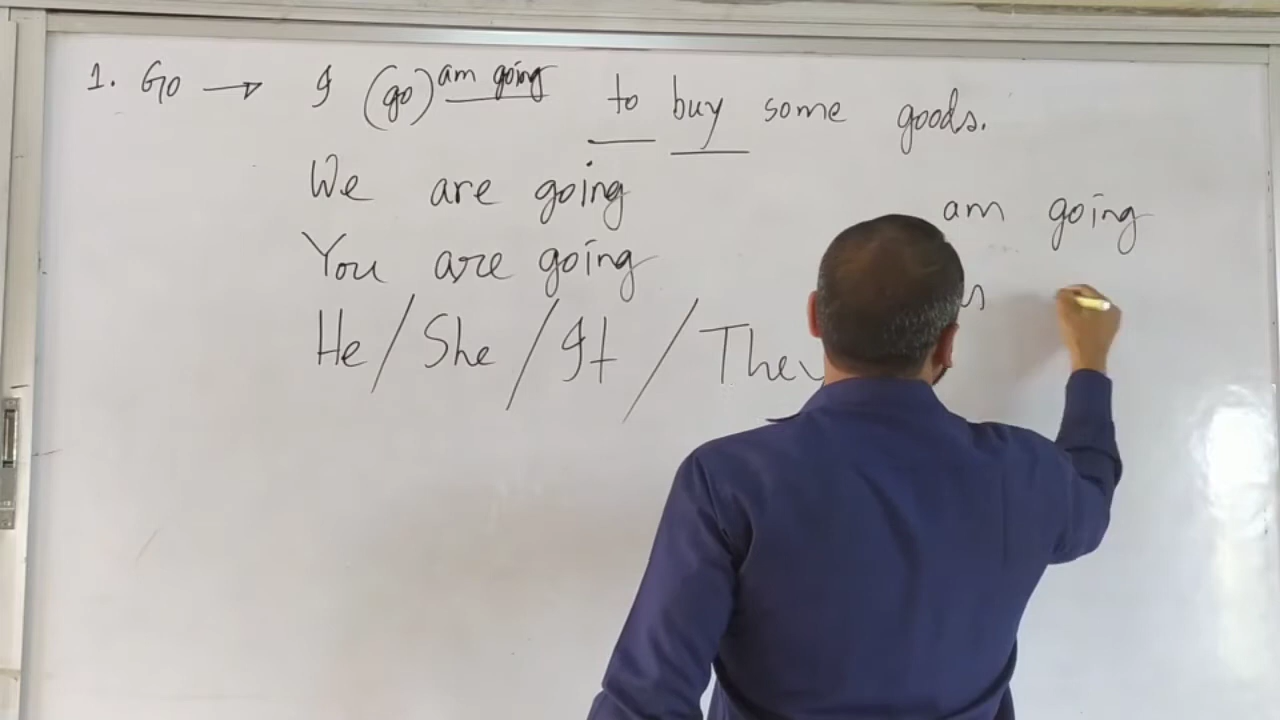 1. Go → I (go) am going to buy some goods.
We are going
You are going
He / She / It / They
am going
is